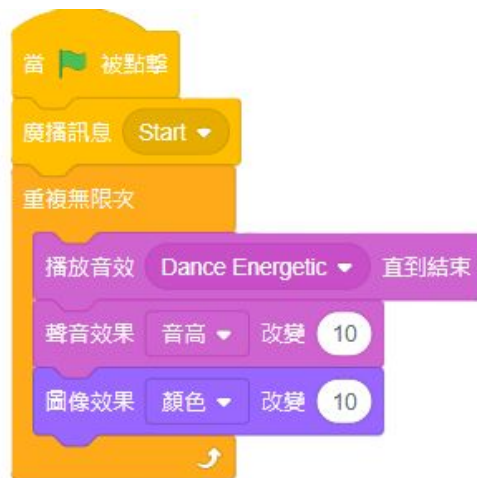 當 被點擊
廣播訊息 Start
重複無限次
播放音效 Dance Energetic 直到結束
聲音效果 音高 改變 10
圖像效果 顏色 改變 10